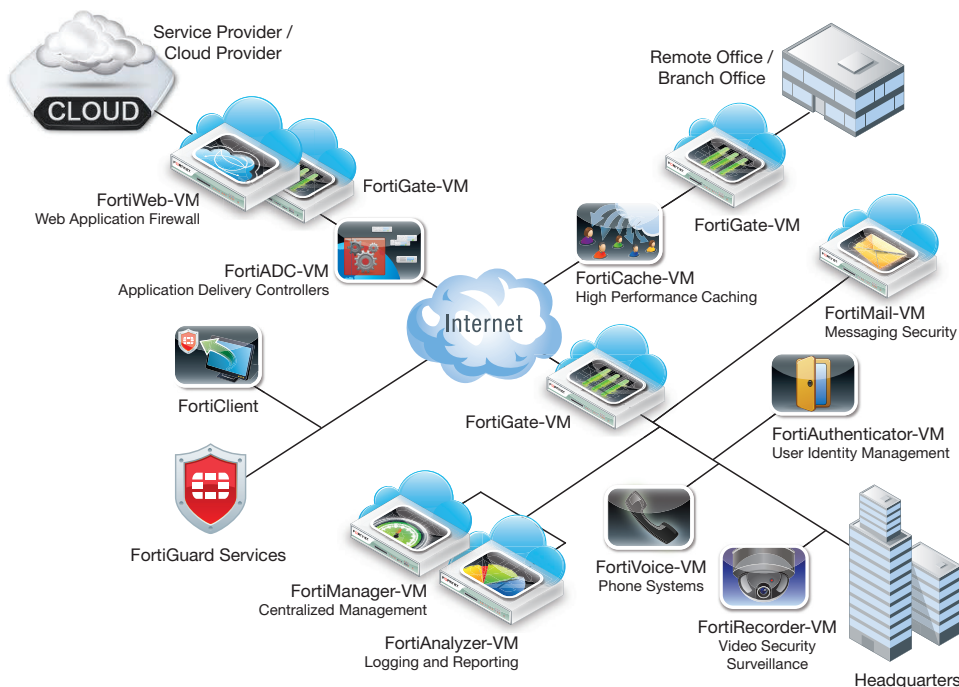 Service Provider /
Cloud Provider
CLOUD
Remote Office /
Branch Office
FortiWeb-VM
Web Application Firewall
FortiGate-VM
FortiGate-VM
FortiADC-VM
Application Delivery Controllers
FortiCache-VM
High Performance Caching
FortiMail-VM
Messaging Security
Internet
FortiClient
FortiGate-VM
FortiAuthenticator-VM
User Identity Management
FortiGuard Services
FortiManager-VM
Centralized Management
FortiVoice-VM
Phone Systems
FortiAnalyzer-VM
Logging and Reporting
FortiRecorder-VM
Video Security
Surveillance
Headquarters